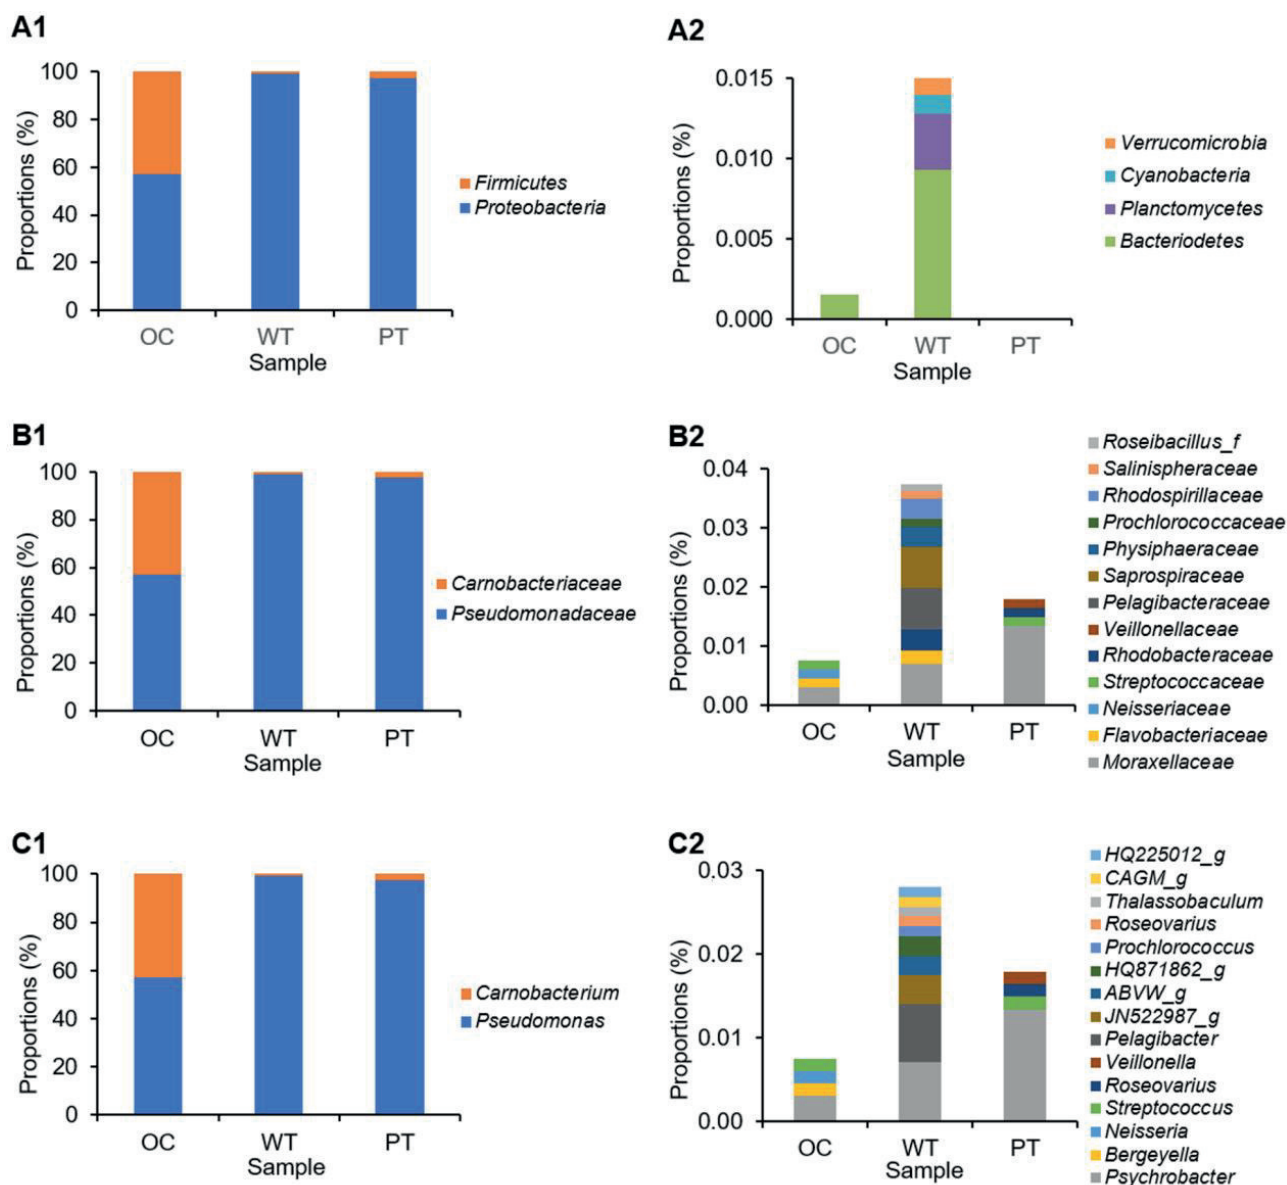 A1
100
80
60
40
20
0
Proportions (%)
OC WT PT
Sample
Firmicutes
Proteobacteria
A2
0.015
0.010
0.005
0.000
Proportions (%)
OC WT PT
Sample
Verrucomicrobia
Cyanobacteria
Planctomycetes
Bacteriodetes
B1
100
80
60
40
20
0
Proportions (%)
OC WT PT
Sample
Carnobacteriaceae
Pseudomonadaceae
B2
0.04
0.03
0.02
0.01
0.00
Proportions (%)
OC WT PT
Sample
Roseibacillus_f
Salinispheraceae
Rhodospirillaceae
Prochlorococcaceae
Physiphaeraceae
Saprospiraceae
Pelagibacteraceae
Veillonellaceae
Rhodobacteraceae
Streptococcaceae
Neisseriaceae
Flavobacteriaceae
Moraxellaceae
C1
100
80
60
40
20
0
Proportions (%)
OC WT PT
Sample
Carnobacterium
Pseudomonas
C2
0.03
0.02
0.01
0.00
Proportions (%)
OC WT PT
Sample
HQ225012_g
CAGM_g
Thalassobaculum
Roseovarius
Prochlorococcus
HQ871862_g
ABVW_g
JN522987_g
Pelagibacter
Veillonella
Roseovarius
Streptococcus
Neisseria
Bergeyella
Psychrobacter